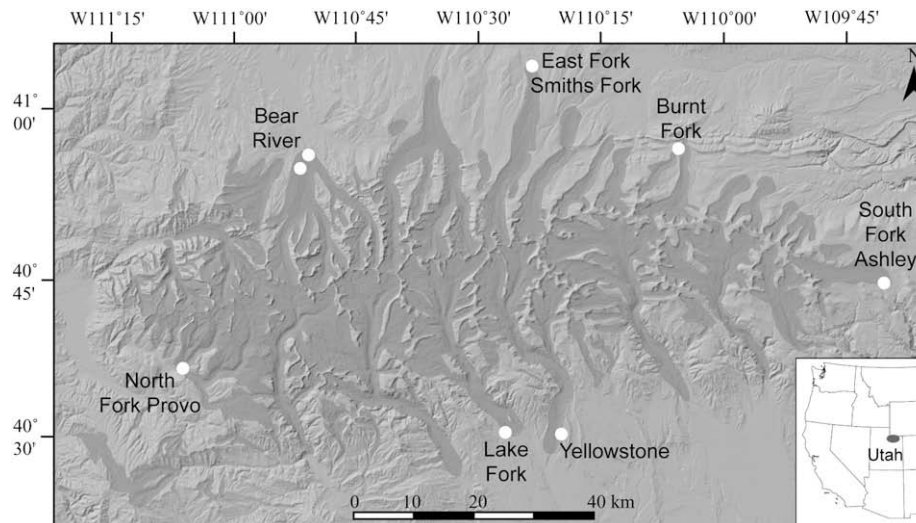 W111°15' W111°00' W110°45' W110°30' W110°15' W110°00' W109°45'
N
East Fork
Smiths Fork
41°
00'
Bear
River
Burnt
Fork
South
Fork
Ashley
40°
45'
North
Fork Provo
40°
30'
Lake
Fork
Yellowstone
Utah
0 10 20 40 km